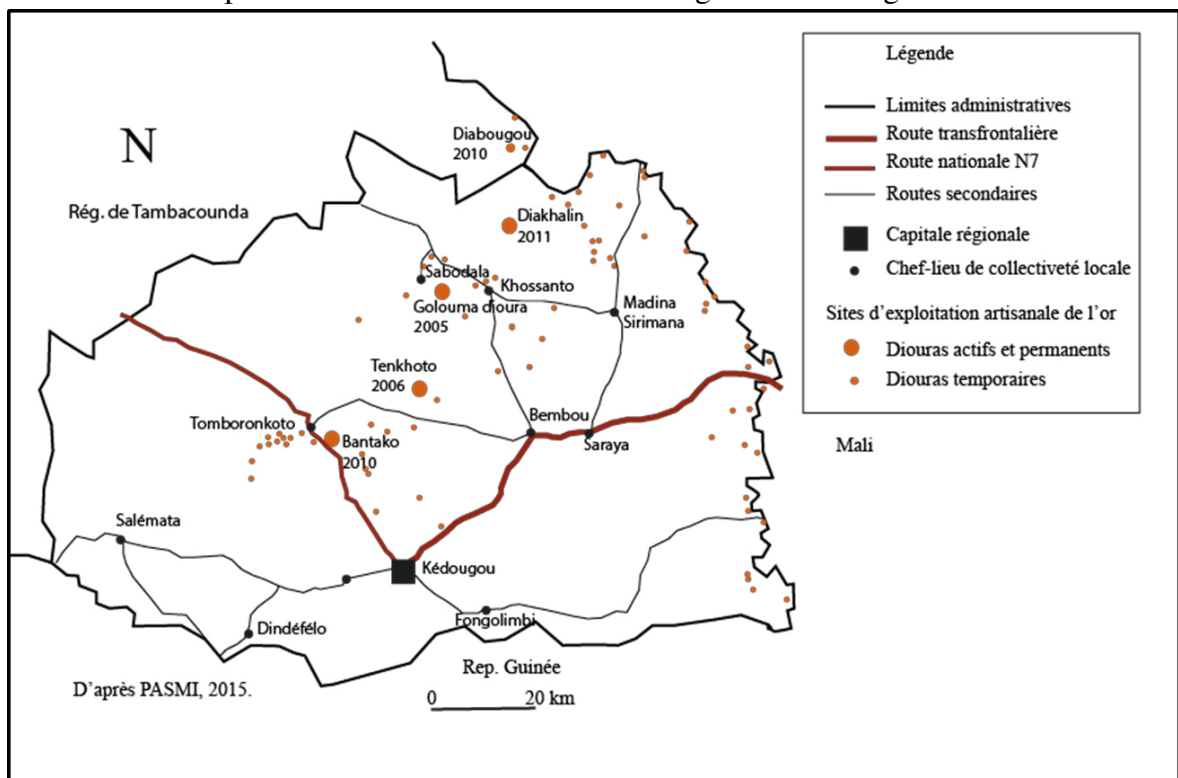 Légende
Limites administratives
Route transfrontalière
Route nationale N7
Routes secondaires
Capitale régionale
Chef-lieu de collectivité locale
Sites d'exploitation artisanale de l'or
Diouras actifs et permanents
Diouras temporaires
N
Rég. de Tambacounda
Diabougou
2010
Diakhalin
2011
Sabodala
Khossanto
Golouma dioura
2005
Madina
Sirimana
Tenkhoto
2006
Tomboronkoto
Bembou
Saraya
Bantako
2010
Mali
Salémata
Kédougou
Dindéfélo
Fongolimbi
Rep. Guinée
D'après PASMI, 2015.
0 20 km